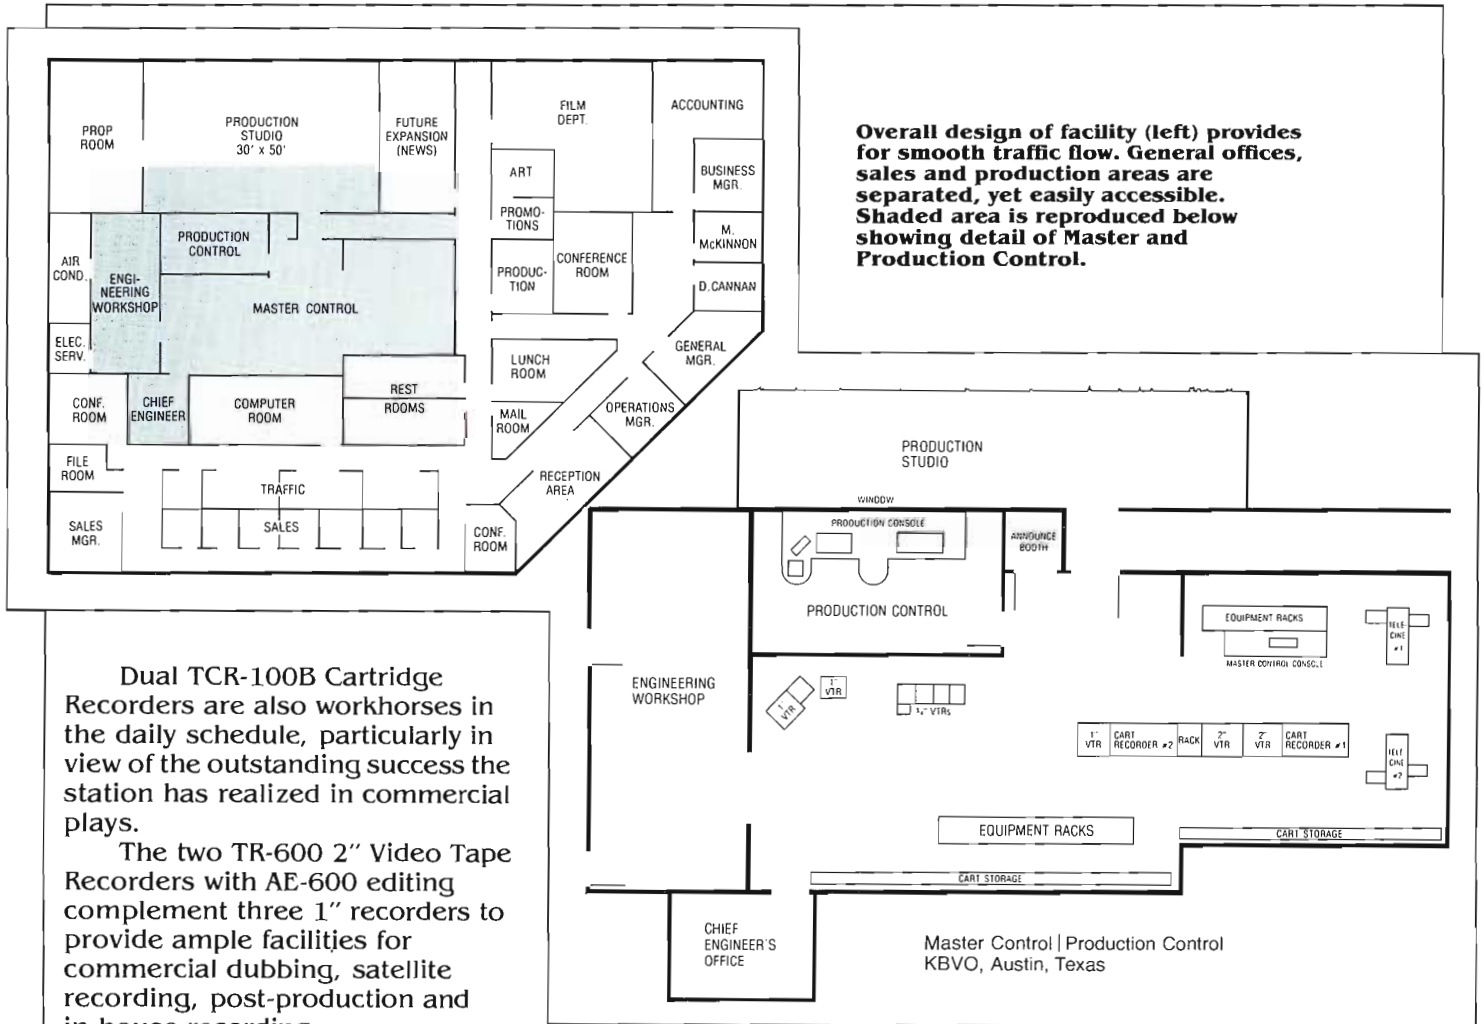 PROP
ROOM
PRODUCTION
STUDIO
30' x 50'
FUTURE
EXPANSION
(NEWS)
FILM
DEPT.
ACCOUNTING
ART
BUSINESS
MGR.
PROMO-
TIONS
PRODUCTION
CONTROL
M.
McKINNON
AIR
COND.
ENGI-
NEERING
WORKSHOP
PRODUC-
TION
CONFERENCE
ROOM
D. CANNAN
MASTER CONTROL
ELEC.
SERV.
LUNCH
ROOM
GENERAL
MGR.
CONF.
ROOM
CHIEF
ENGINEER
COMPUTER
ROOM
REST
ROOMS
MAIL
ROOM
OPERATIONS
MGR.
FILE
ROOM
TRAFFIC
RECEPTION
AREA
SALES
MGR.
SALES
CONF.
ROOM
Overall design of facility (left) provides
for smooth traffic flow. General offices,
sales and production areas are
separated, yet easily accessible.
Shaded area is reproduced below
showing detail of Master and
Production Control.
PRODUCTION
STUDIO
WINDOW
PRODUCTION CONSOLE
ANNOUNCE
BOOTH
PRODUCTION CONTROL
EQUIPMENT RACKS
MASTER CONTROL CONSOLE
TELE-
CINE
#1
ENGINEERING
WORKSHOP
1"
VTR
1"
VTR
¾" VTRs
1"
VTR
CART
RECORDER #2
RACK
2"
VTR
2"
VTR
CART
RECORDER #1
TELE
CINE
#2
EQUIPMENT RACKS
CART STORAGE
CART STORAGE
CHIEF
ENGINEER'S
OFFICE
Master Control | Production Control
KBVO, Austin, Texas
Dual TCR-100B Cartridge
Recorders are also workhorses in
the daily schedule, particularly in
view of the outstanding success the
station has realized in commercial
plays.
The two TR-600 2" Video Tape
Recorders with AE-600 editing
complement three 1" recorders to
provide ample facilities for
commercial dubbing, satellite
recording, post-production and
in-house recording.